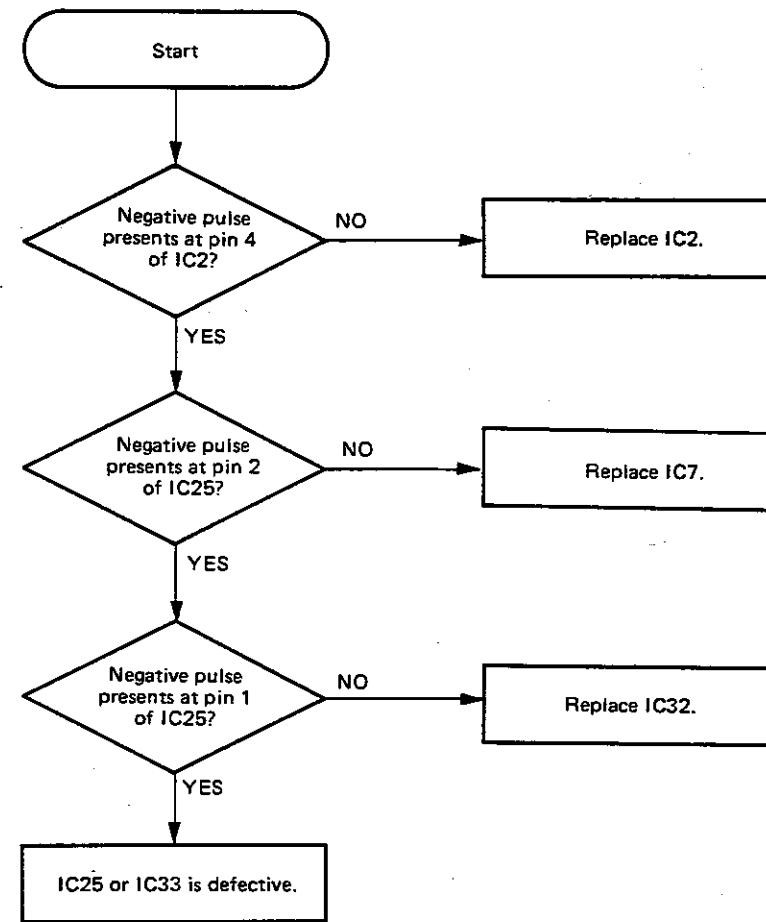 Start
Negative pulse
presents at pin 4
of IC2?
NO
Replace IC2.
YES
Negative pulse
presents at pin 2
of IC25?
NO
Replace IC7.
YES
Negative pulse
presents at pin 1
of IC25?
NO
Replace IC32.
YES
IC25 or IC33 is defective.